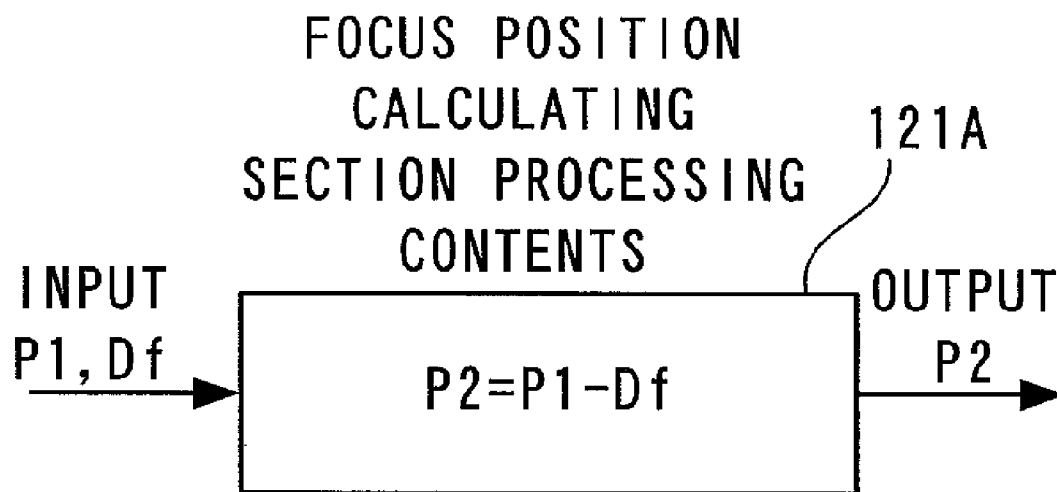 FOCUS POSITION
CALCULATING
SECTION PROCESSING
CONTENTS
121A
INPUT
P1,Df
P2=P1-Df
OUTPUT
P2